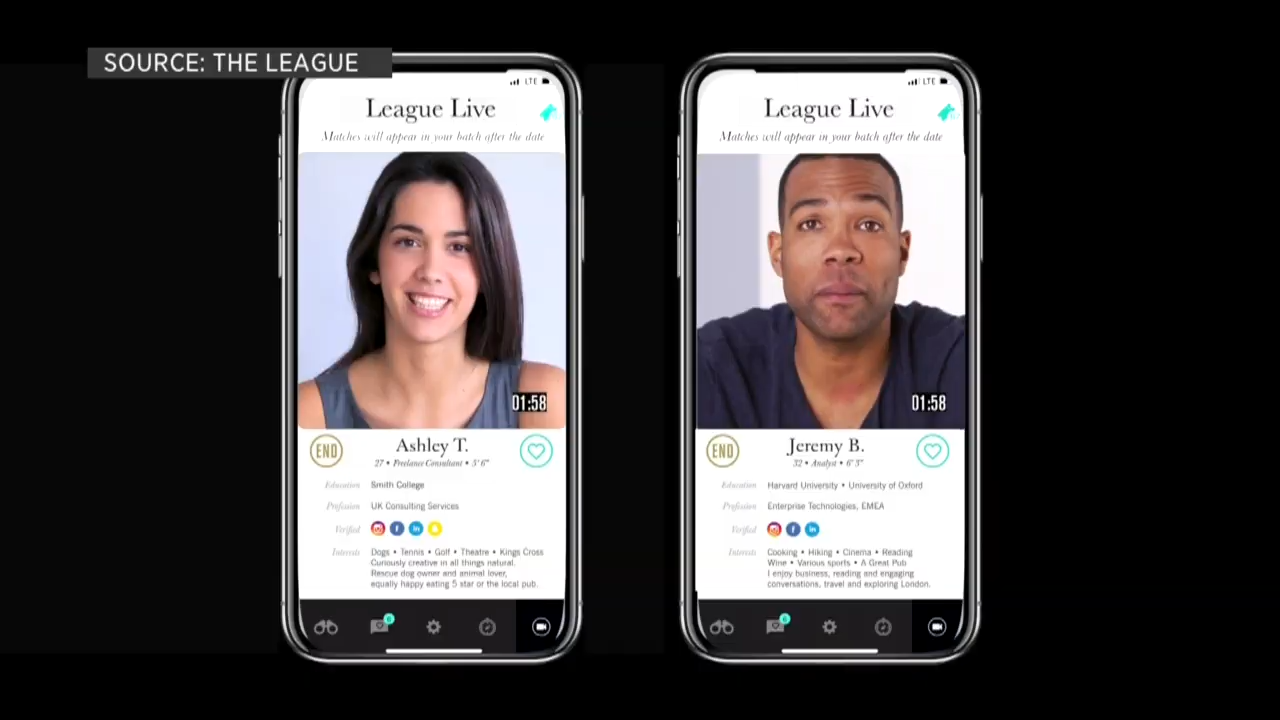 SOURCE: THE LEAGUE
LTE
League Live
Matches will appear in your batch after the date
01:58
END
Ashley T.
27 • Freelance Consultant • 5' 6"
Education Smith College
Profession UK Consulting Services
Verified
Interests Dogs • Tennis • Golf • Theatre • Kings Cross
Curiously creative in all things natural.
Rescue dog owner and animal lover,
equally happy eating 5 star or the local pub.
6
LTE
League Live
Matches will appear in your batch after the date
01:58
END
Jeremy B.
32 • Analyst • 6' 3"
Education Harvard University • University of Oxford
Profession Enterprise Technologies, EMEA
Verified
Interests Cooking • Hiking • Cinema • Reading
Wine • Various sports • A Great Pub
I enjoy business, reading and engaging
conversations, travel and exploring London.
6